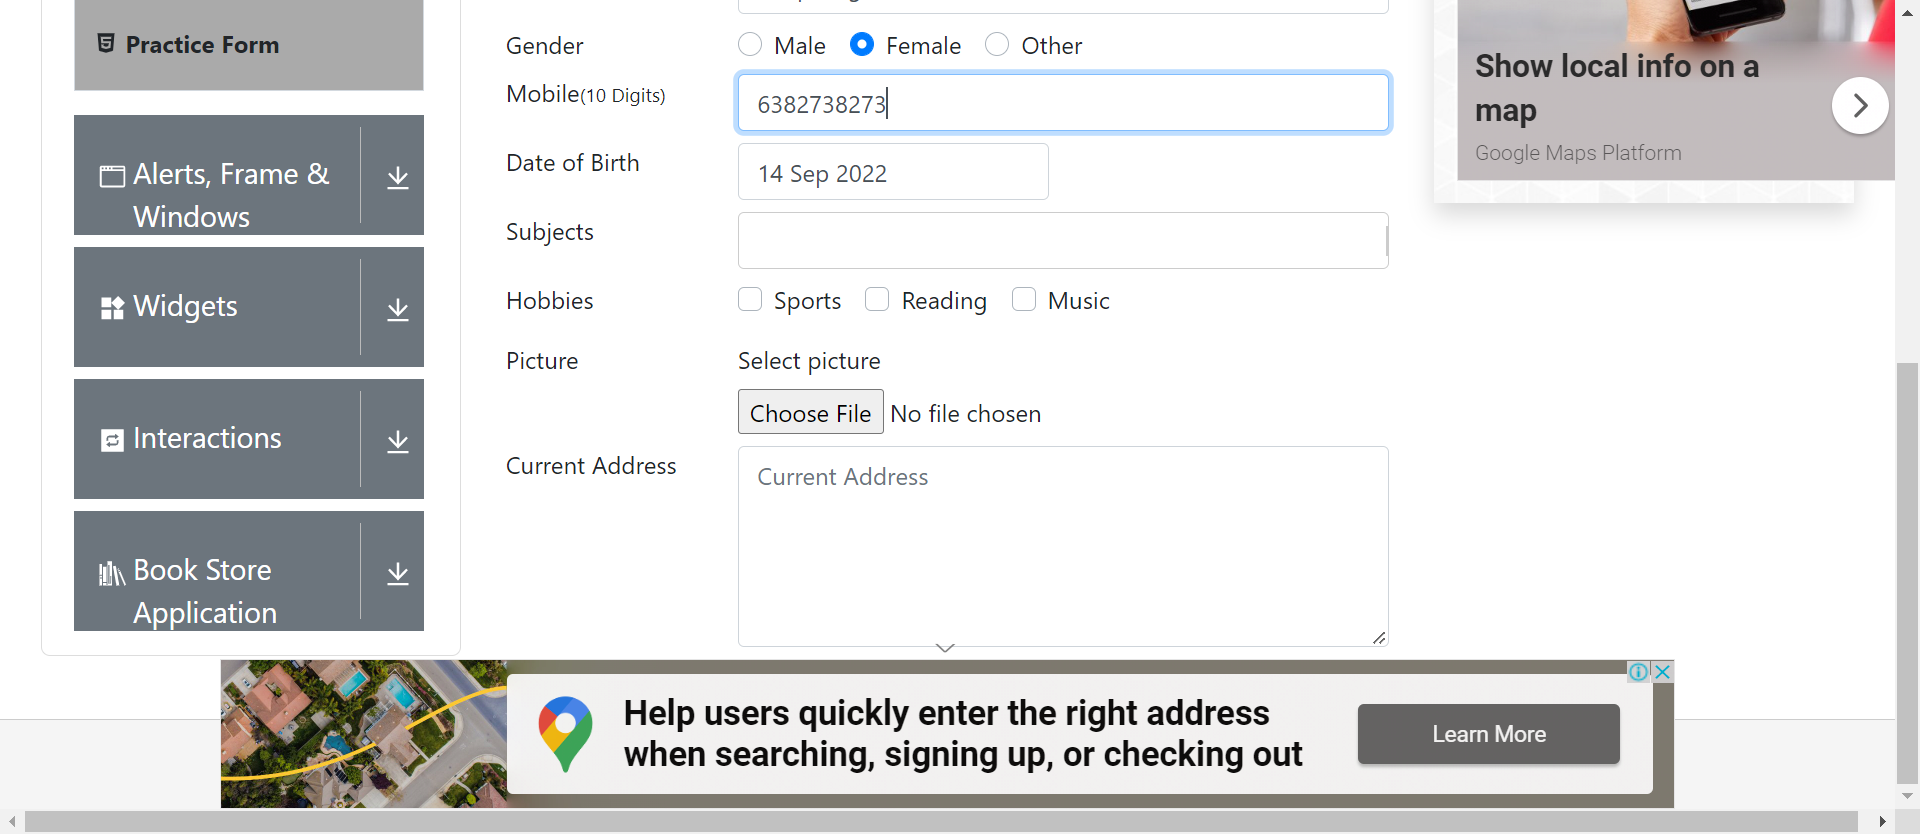 Practice Form
Gender
Male
Female
Other
Mobile(10 Digits)
6382738273
Date of Birth
14 Sep 2022
Subjects
Hobbies
Sports
Reading
Music
Picture
Select picture
Choose File
No file chosen
Current Address
Current Address
Alerts, Frame &
Windows
Widgets
Interactions
Book Store
Application
Show local info on a
map
Google Maps Platform
Help users quickly enter the right address
when searching, signing up, or checking out
Learn More